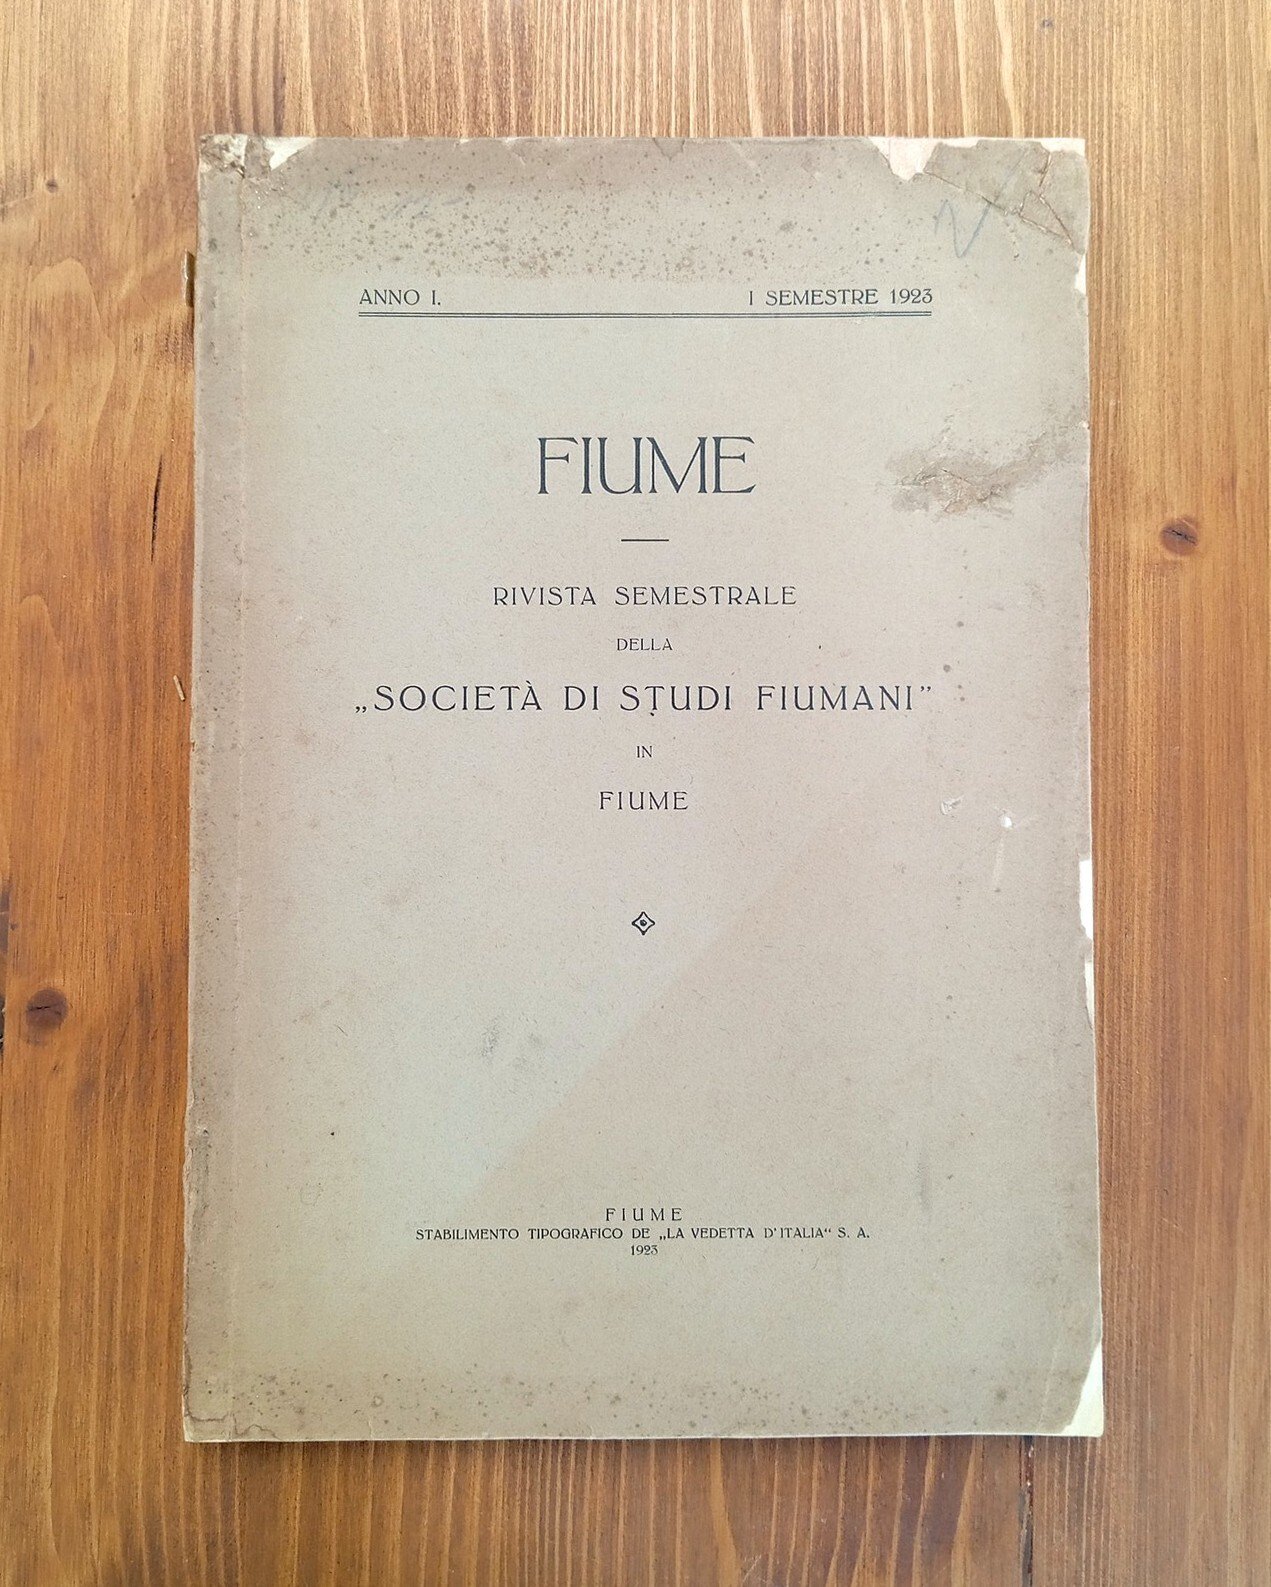 ANNO I. I SEMESTRE 1923
FIUME
RIVISTA SEMESTRALE
DELLA
„SOCIETÀ DI STUDI FIUMANI”
IN
FIUME
FIUME
STABILIMENTO TIPOGRAFICO DE „LA VEDETTA D'ITALIA“ S. A.
1923